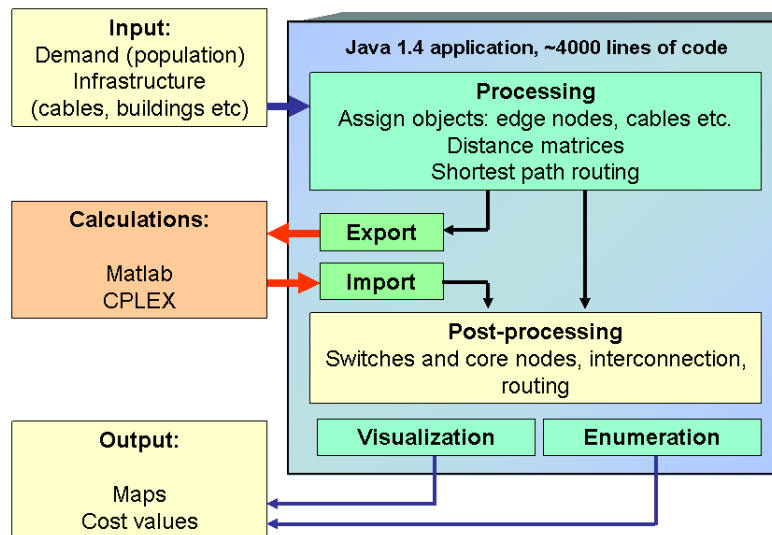 Input:
Demand (population)
Infrastructure
(cables, buildings etc)
Java 1.4 application, ~4000 lines of code
Processing
Assign objects: edge nodes, cables etc.
Distance matrices
Shortest path routing
Calculations:
Matlab
CPLEX
Export
Import
Post-processing
Switches and core nodes, interconnection,
routing
Visualization
Enumeration
Output:
Maps
Cost values